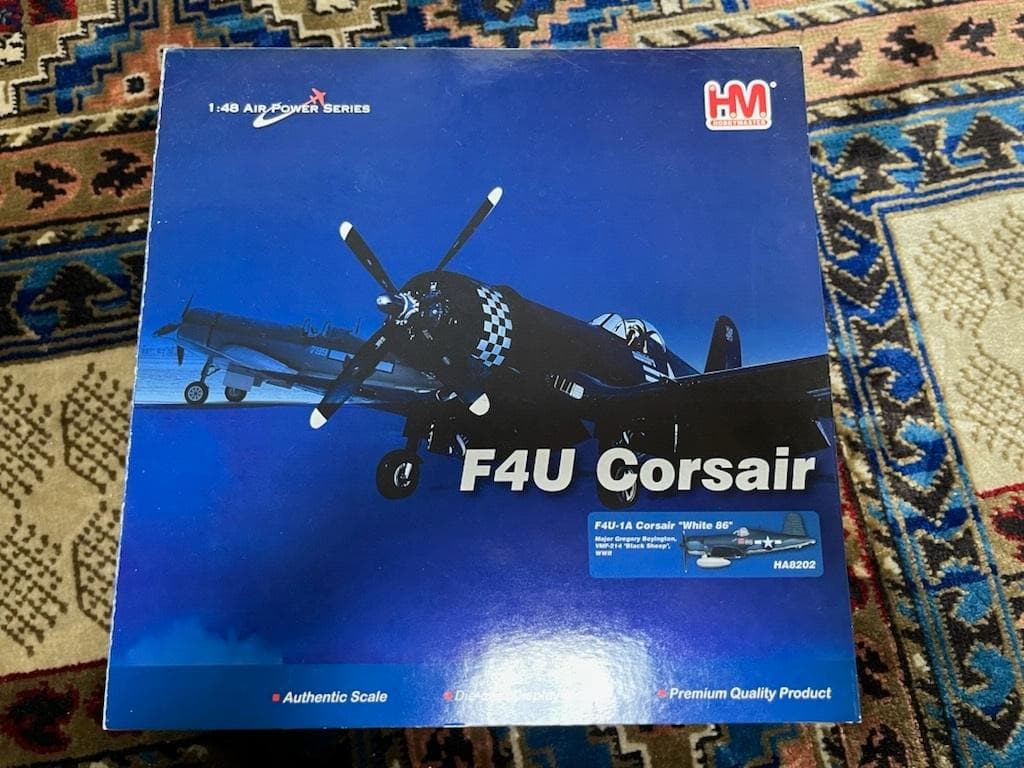 1:48 AIR POWER SERIES
HM®
HOBBYMASTER
F4U Corsair
F4U-1A Corsair "White 86"
Major Gregory Boyington,
VMF-214 'Black Sheep',
WWII
HA8202
Authentic Scale
Premium Quality Product